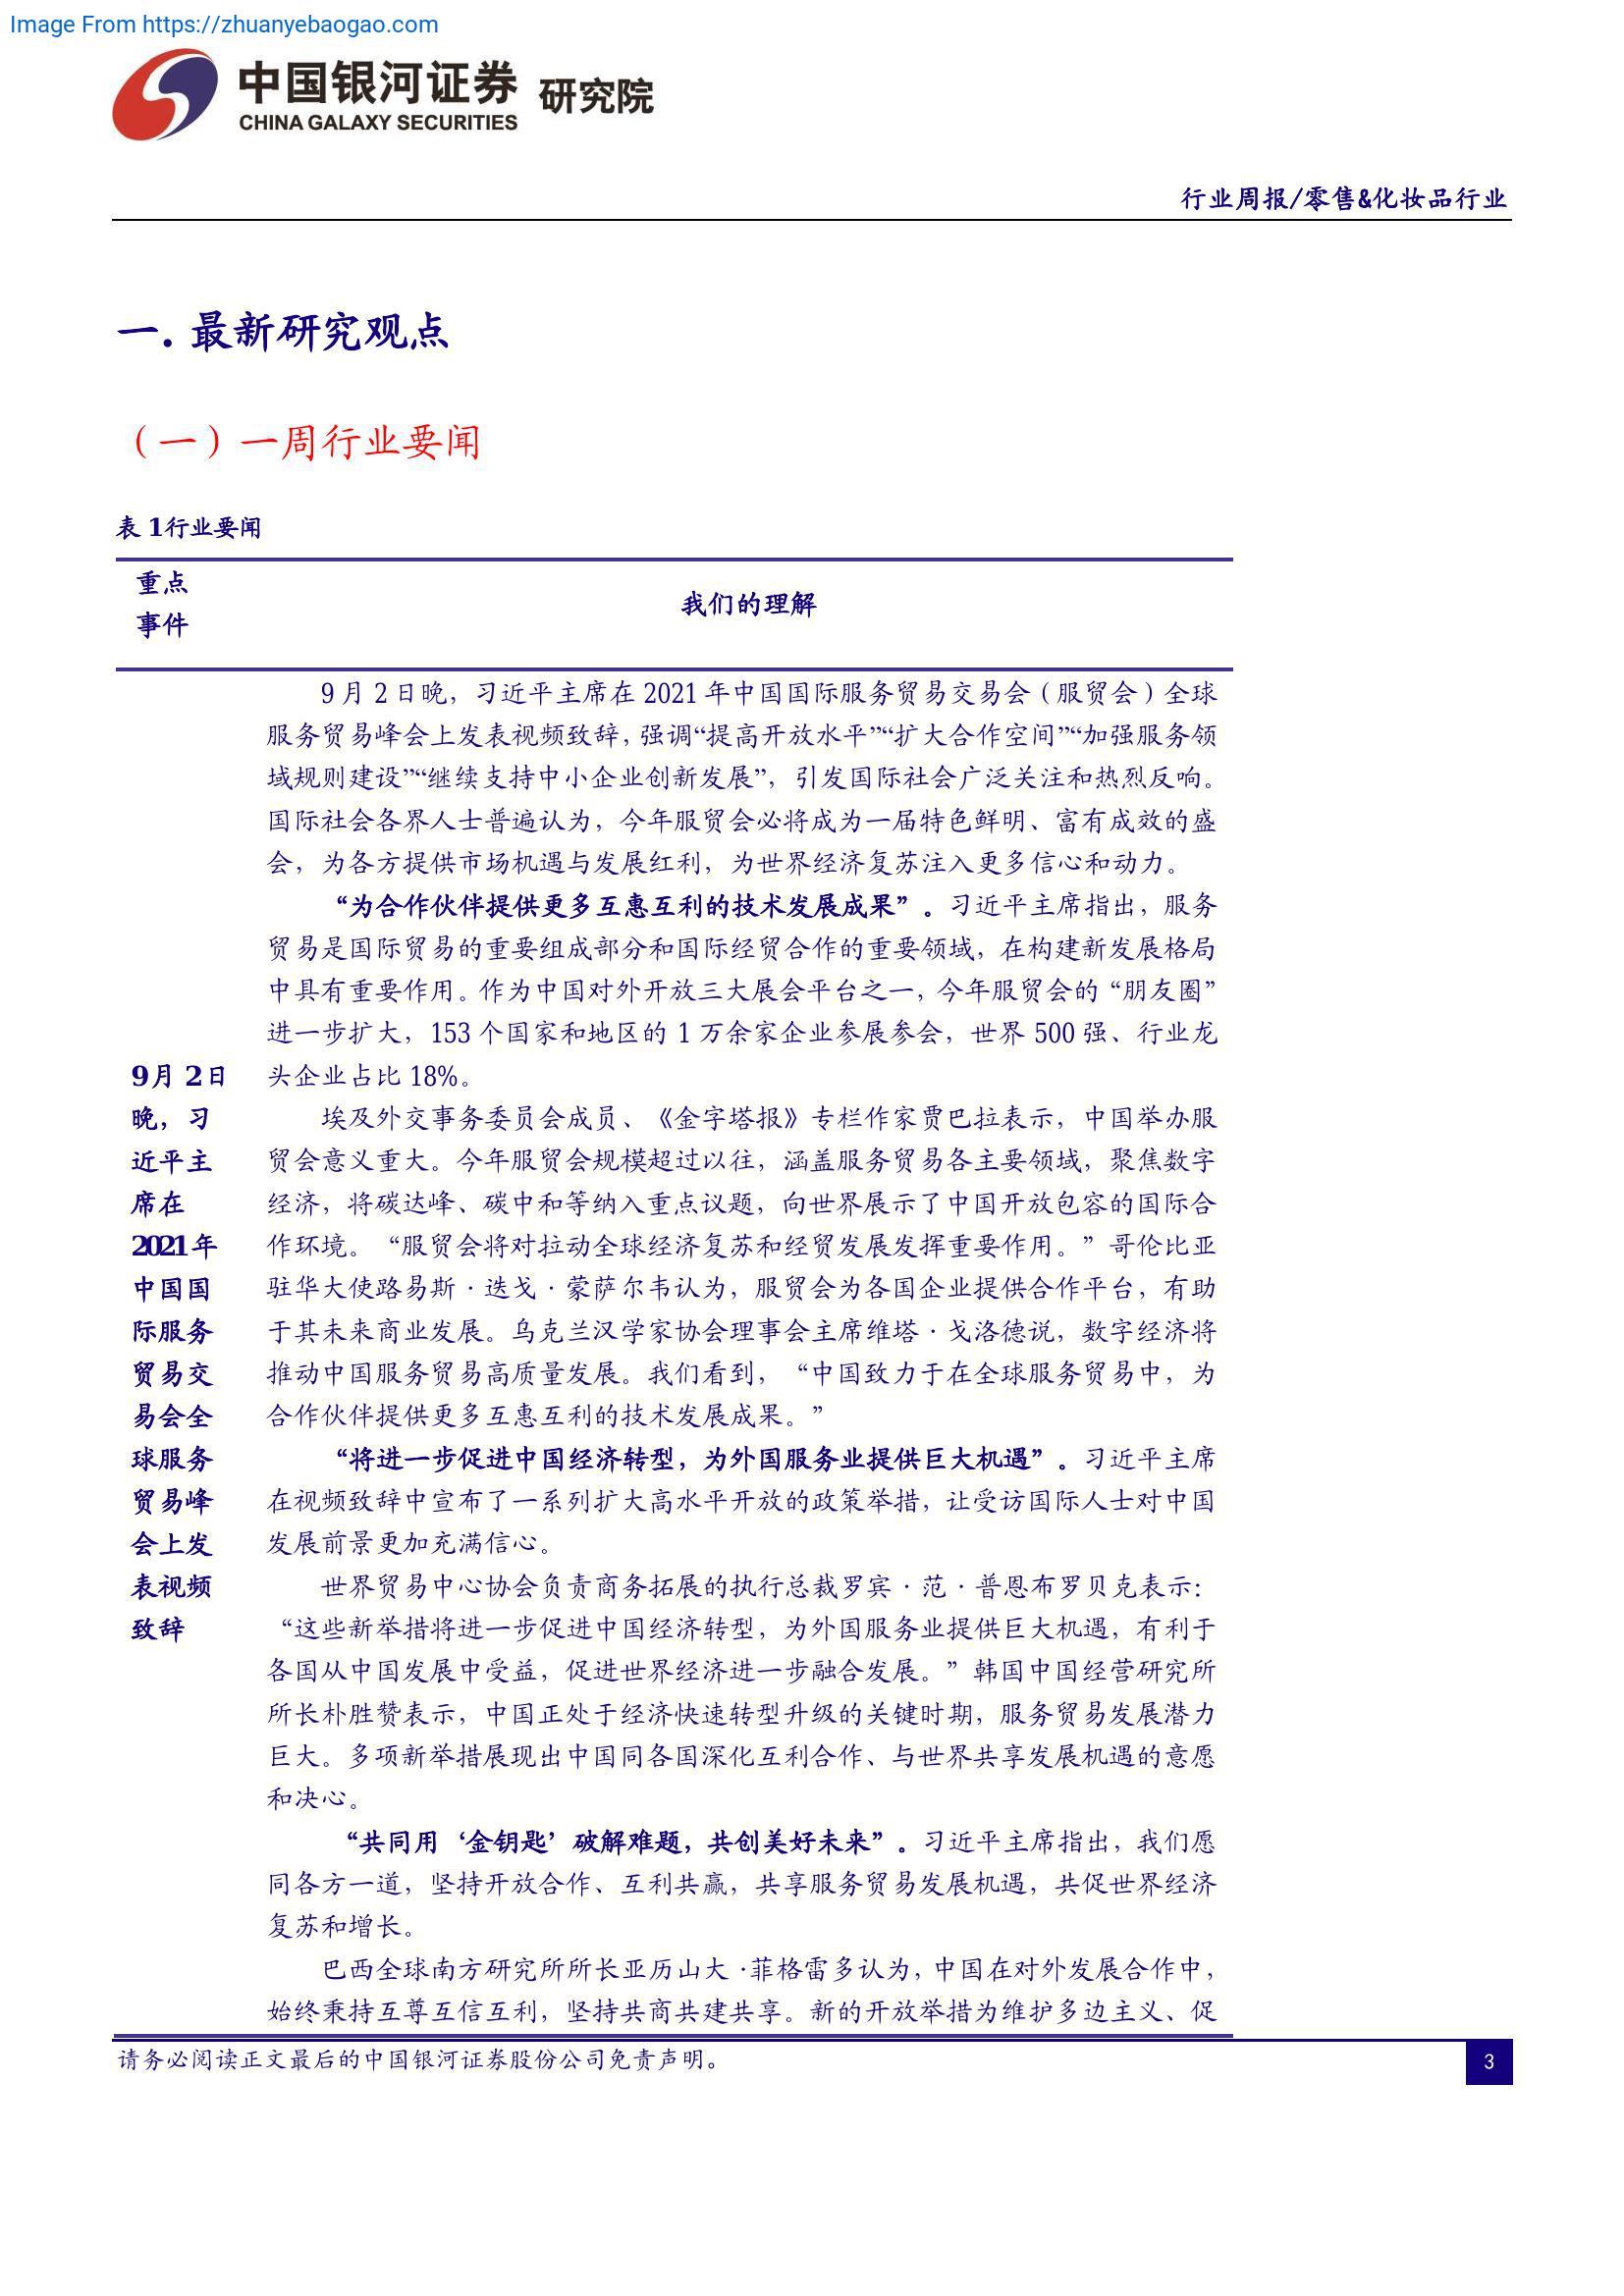 Image From https://zhuanyebaogao.com
中国银河证券 研究院
CHINA GALAXY SECURITIES
行业周报/零售&化妆品行业
一. 最新研究观点
（一）一周行业要闻
表 1行业要闻
重点
事件
我们的理解
9月 2日
晚，习
近平主
席在
2021年
中国国
际服务
贸易交
易会全
球服务
贸易峰
会上发
表视频
致辞
9 月 2 日晚，习近平主席在 2021 年中国国际服务贸易交易会（服贸会）全球
服务贸易峰会上发表视频致辞，强调“提高开放水平”“扩大合作空间”“加强服务领
域规则建设”“继续支持中小企业创新发展”，引发国际社会广泛关注和热烈反响。
国际社会各界人士普遍认为，今年服贸会必将成为一届特色鲜明、富有成效的盛
会，为各方提供市场机遇与发展红利，为世界经济复苏注入更多信心和动力。
“为合作伙伴提供更多互惠互利的技术发展成果”。习近平主席指出，服务
贸易是国际贸易的重要组成部分和国际经贸合作的重要领域，在构建新发展格局
中具有重要作用。作为中国对外开放三大展会平台之一，今年服贸会的“朋友圈”
进一步扩大，153 个国家和地区的 1 万余家企业参展参会，世界 500 强、行业龙
头企业占比 18%。
埃及外交事务委员会成员、《金字塔报》专栏作家贾巴拉表示，中国举办服
贸会意义重大。今年服贸会规模超过以往，涵盖服务贸易各主要领域，聚焦数字
经济，将碳达峰、碳中和等纳入重点议题，向世界展示了中国开放包容的国际合
作环境。“服贸会将对拉动全球经济复苏和经贸发展发挥重要作用。”哥伦比亚
驻华大使路易斯·迭戈·蒙萨尔韦认为，服贸会为各国企业提供合作平台，有助
于其未来商业发展。乌克兰汉学家协会理事会主席维塔·戈洛德说，数字经济将
推动中国服务贸易高质量发展。我们看到，“中国致力于在全球服务贸易中，为
合作伙伴提供更多互惠互利的技术发展成果。”
“将进一步促进中国经济转型，为外国服务业提供巨大机遇”。习近平主席
在视频致辞中宣布了一系列扩大高水平开放的政策举措，让受访国际人士对中国
发展前景更加充满信心。
世界贸易中心协会负责商务拓展的执行总裁罗宾·范·普恩布罗贝克表示：
“这些新举措将进一步促进中国经济转型，为外国服务业提供巨大机遇，有利于
各国从中国发展中受益，促进世界经济进一步融合发展。”韩国中国经营研究所
所长朴胜赞表示，中国正处于经济快速转型升级的关键时期，服务贸易发展潜力
巨大。多项新举措展现出中国同各国深化互利合作、与世界共享发展机遇的意愿
和决心。
“共同用‘金钥匙’破解难题，共创美好未来”。习近平主席指出，我们愿
同各方一道，坚持开放合作、互利共赢，共享服务贸易发展机遇，共促世界经济
复苏和增长。
巴西全球南方研究所所长亚历山大·菲格雷多认为，中国在对外发展合作中，
始终秉持互尊互信互利，坚持共商共建共享。新的开放举措为维护多边主义、促
请务必阅读正文最后的中国银河证券股份公司免责声明。
3